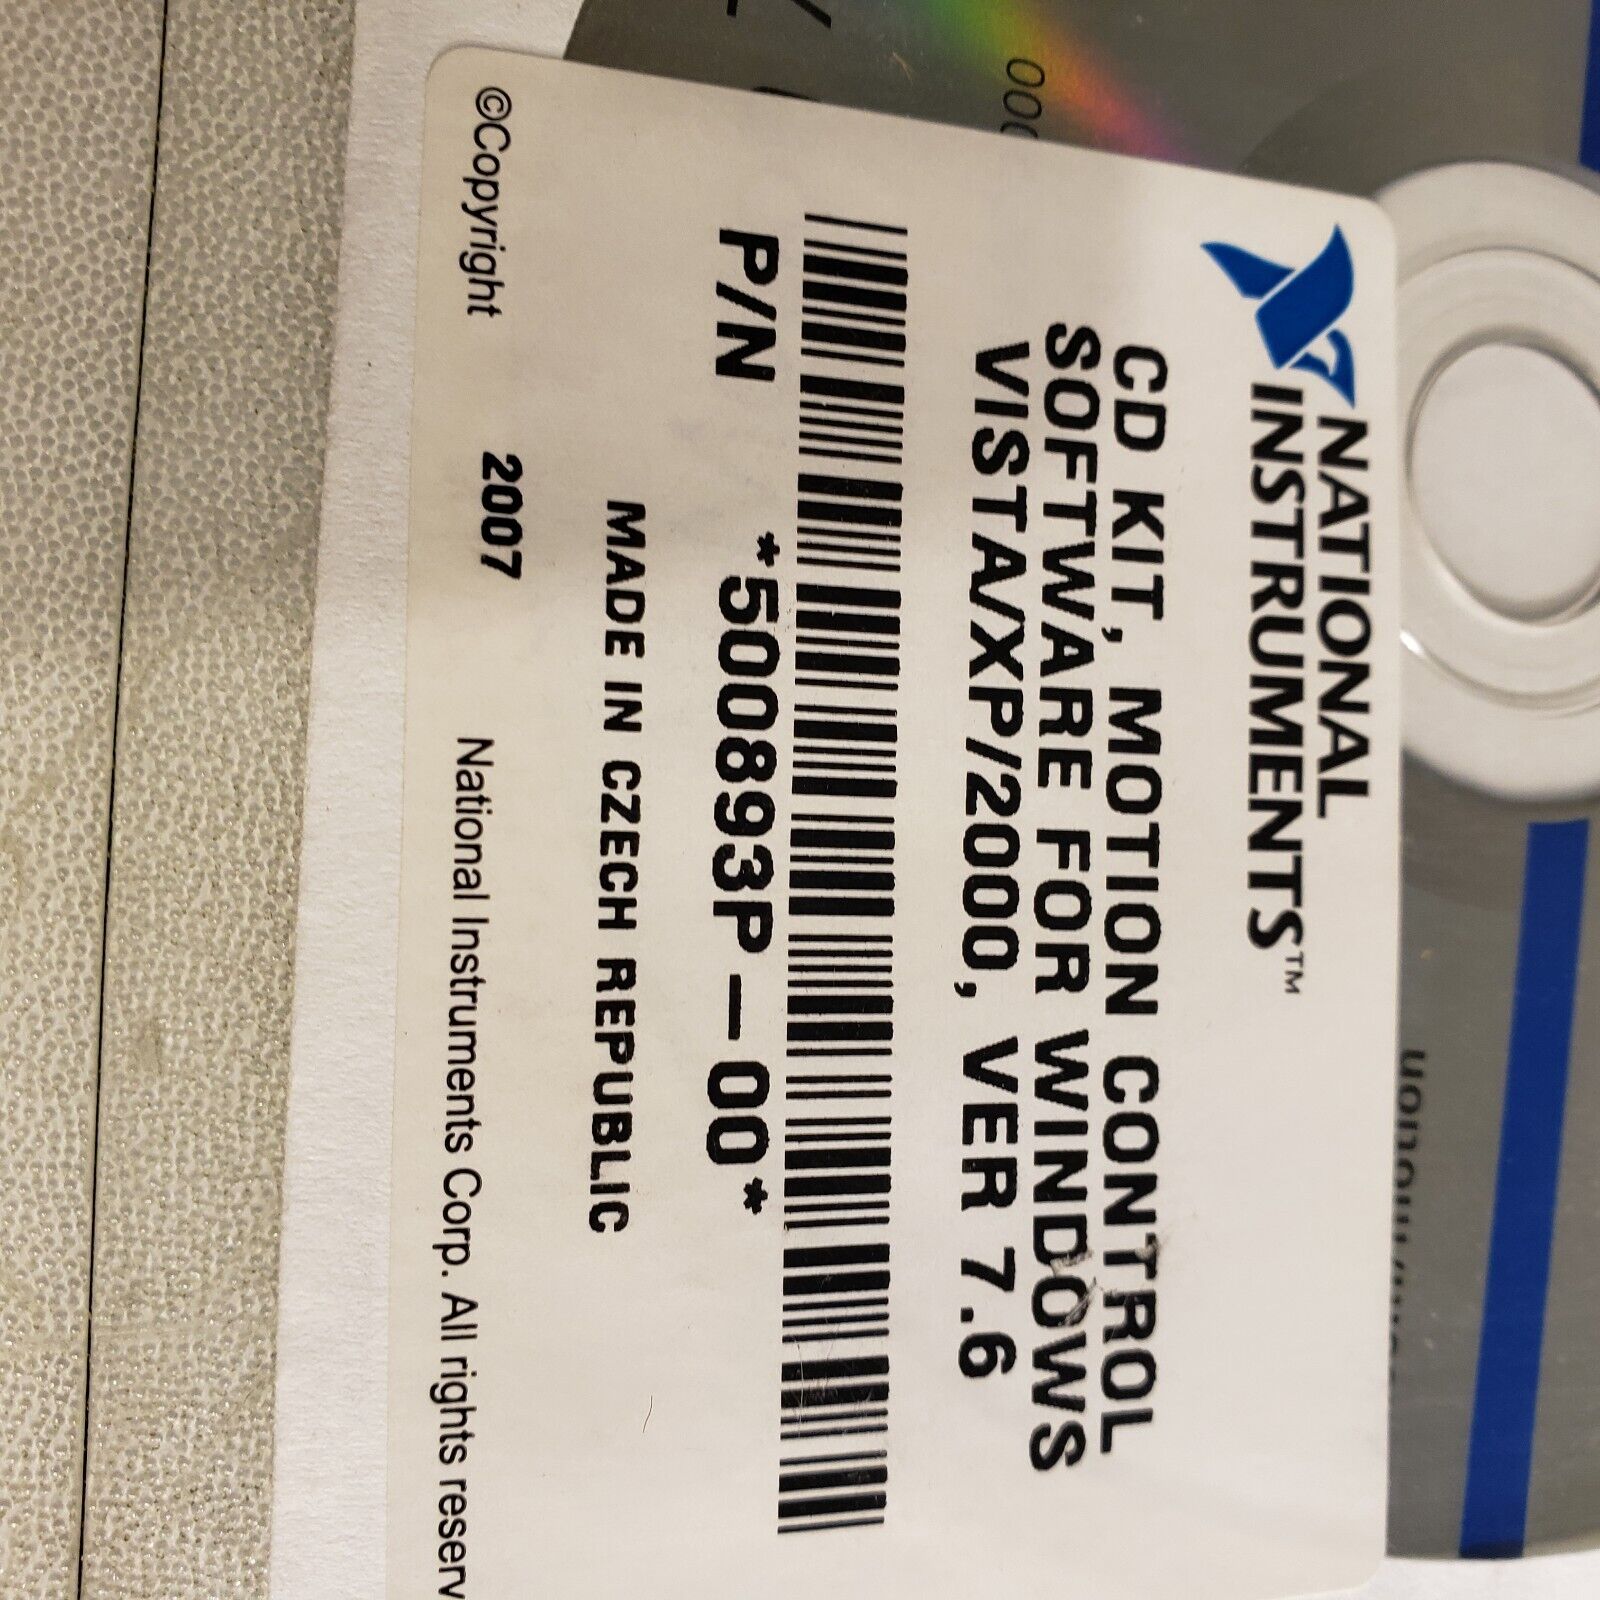 NATIONAL
INSTRUMENTS™
CD KIT, MOTION CONTROL
SOFTWARE FOR WINDOWS
VISTA/XP/2000, VER 7.6
P/N *500893P-00*
MADE IN CZECH REPUBLIC
©Copyright 2007 National Instruments Corp. All rights reserv
000